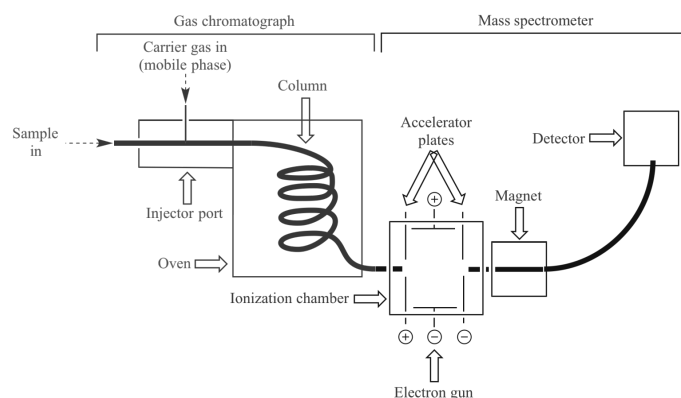 Gas chromatograph
Mass spectrometer
Carrier gas in
(mobile phase)
Column
Sample
in
Accelerator
plates
Detector
Injector port
Magnet
Oven
Ionization chamber
+
+ − −
Electron gun